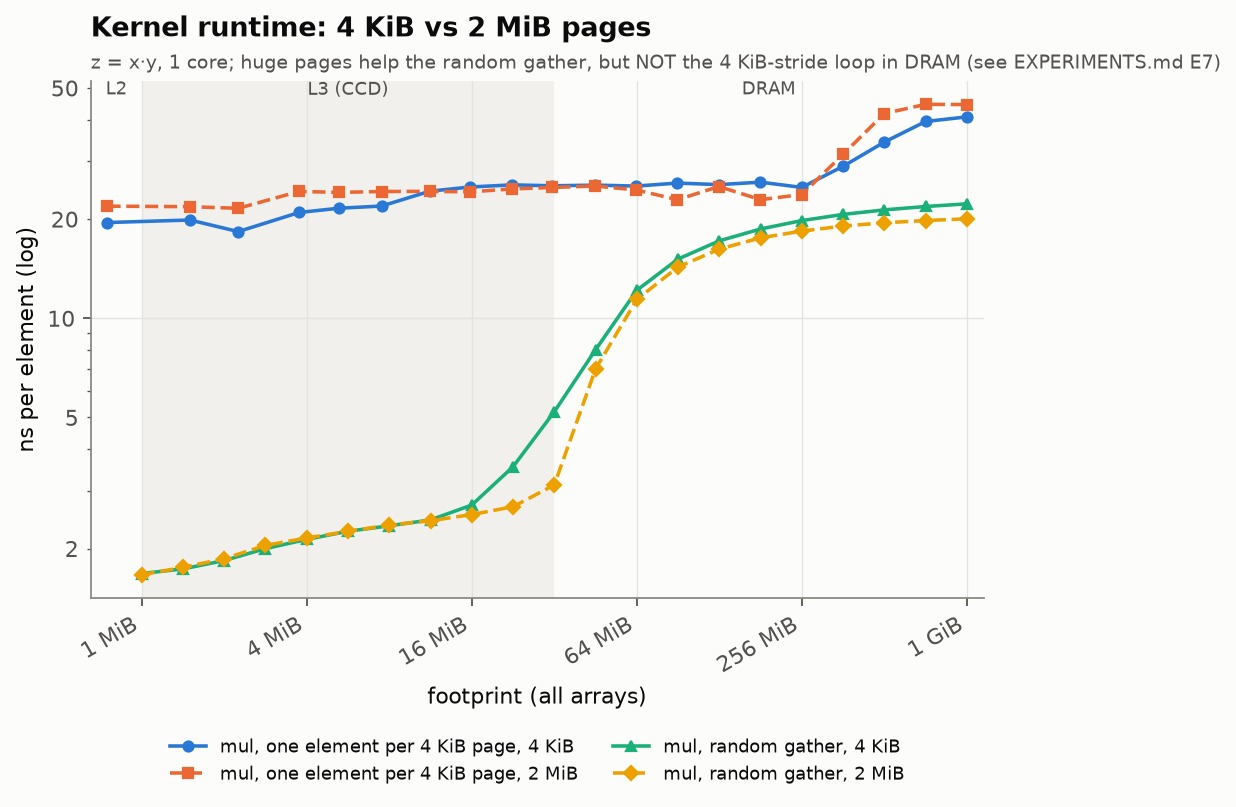 Kernel runtime: 4 KiB vs 2 MiB pages
z = x·y, 1 core; huge pages help the random gather, but NOT the 4 KiB-stride loop in DRAM (see EXPERIMENTS.md E7)
L2
L3 (CCD)
DRAM
50
20
10
5
2
ns per element (log)
1 MiB
4 MiB
16 MiB
64 MiB
256 MiB
1 GiB
footprint (all arrays)
mul, one element per 4 KiB page, 4 KiB
mul, one element per 4 KiB page, 2 MiB
mul, random gather, 4 KiB
mul, random gather, 2 MiB